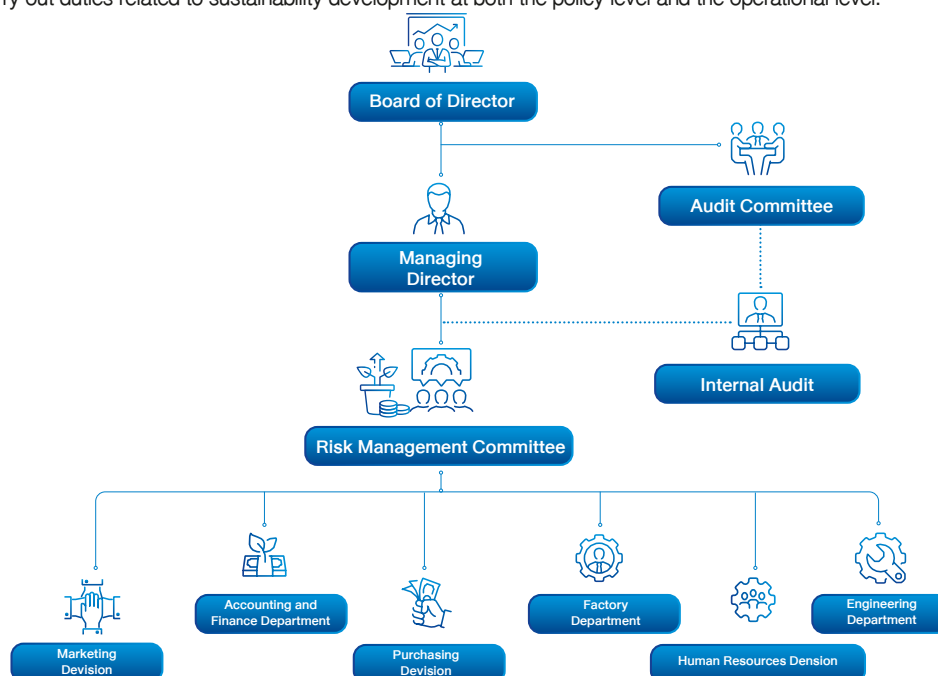 ry out duties related to sustainability development at both the policy level and the operational level.
Board of Director
Audit Committee
Managing
Director
Internal Audit
Risk Management Committee
Accounting and
Finance Department
Factory
Department
Engineering
Department
Marketing
Devision
Purchasing
Devision
Human Resources Dension